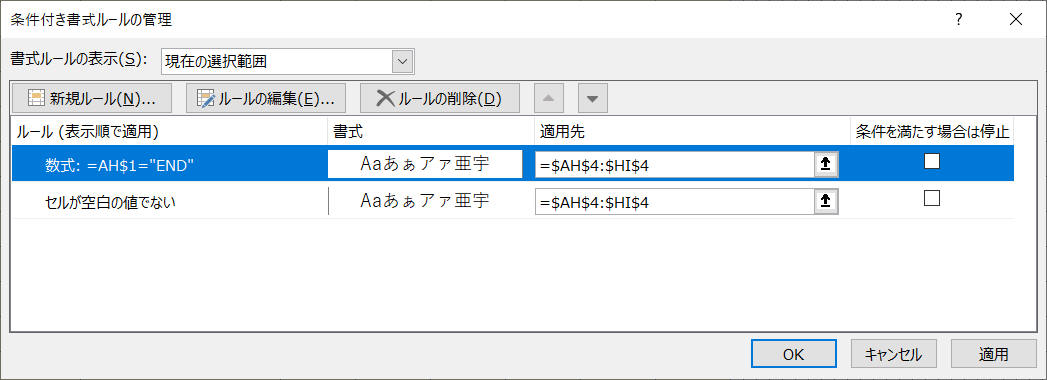 条件付き書式ルールの管理
?
書式ルールの表示(S): 現在の選択範囲
新規ルール(N)... ルールの編集(E)... ルールの削除(D)
ルール (表示順で適用) 書式 適用先 条件を満たす場合は停止
数式: =AH$1="END" Aaあぁアァ亜宇 =$AH$4:$HI$4
セルが空白の値でない Aaあぁアァ亜宇 =$AH$4:$HI$4
OK キャンセル 適用